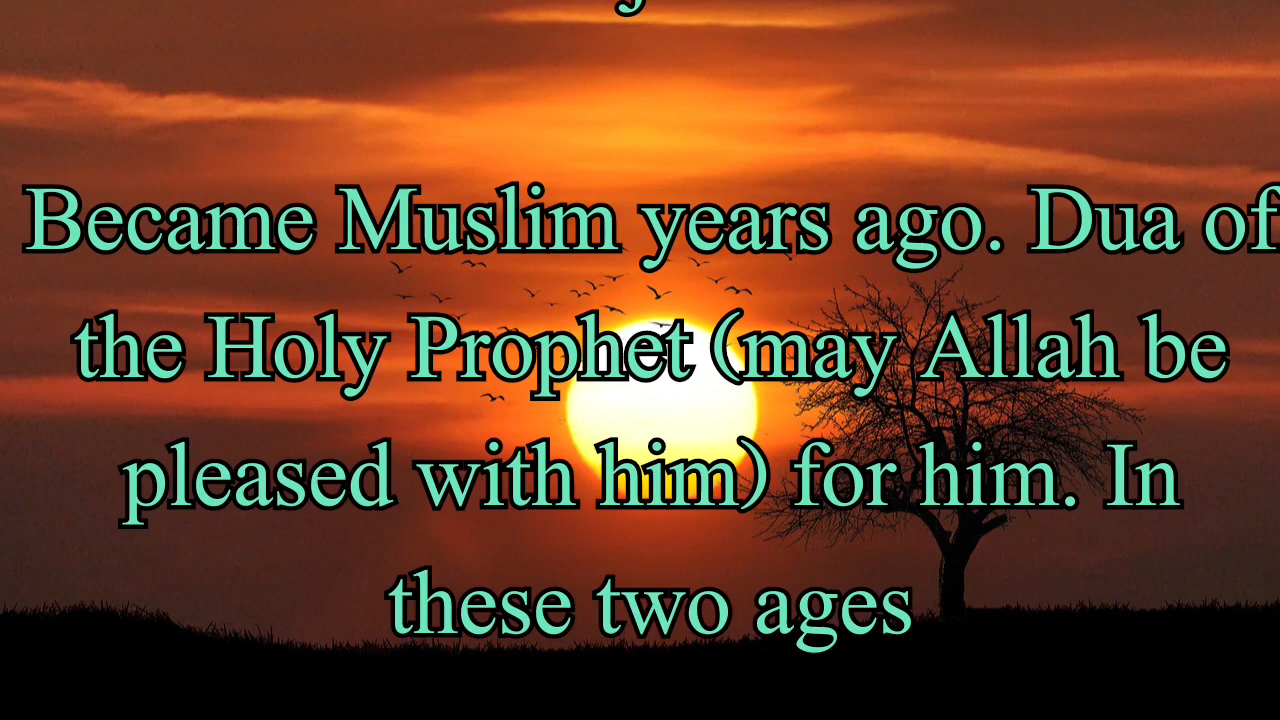 Became Muslim years ago. Dua of
the Holy Prophet (may Allah be
pleased with him) for him. In
these two ages